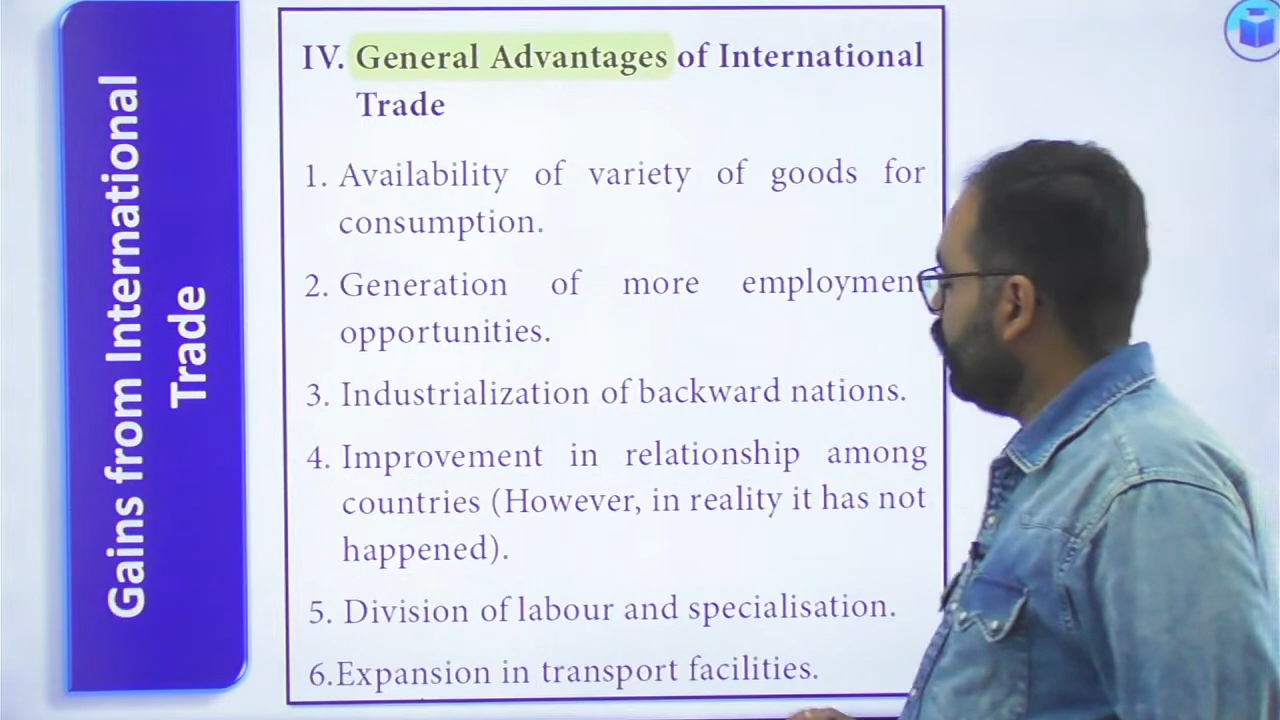 Gains from International
Trade
IV. General Advantages of International
Trade
1. Availability of variety of goods for
consumption.
2. Generation of more employment
opportunities.
3. Industrialization of backward nations.
4. Improvement in relationship among
countries (However, in reality it has not
happened).
5. Division of labour and specialisation.
6.Expansion in transport facilities.